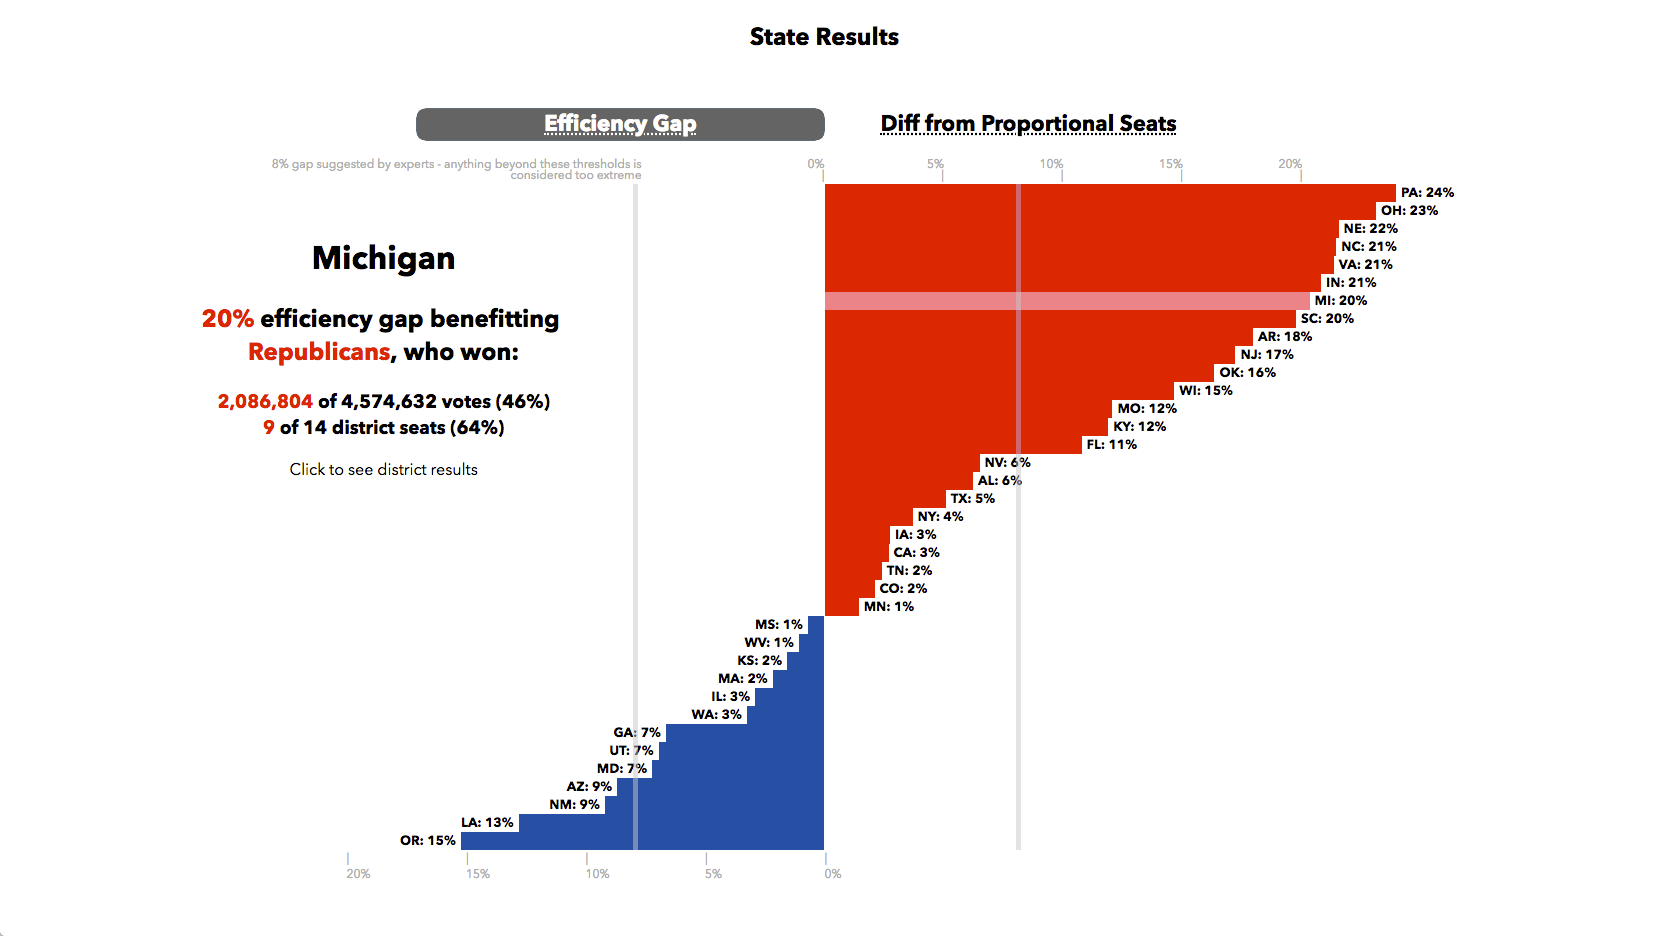 State Results
Efficiency Gap
Diff from Proportional Seats
8% gap suggested by experts - anything beyond these thresholds is
considered too extreme
0%
5%
10%
15%
20%
Michigan
20% efficiency gap benefitting
Republicans, who won:
2,086,804 of 4,574,632 votes (46%)
9 of 14 district seats (64%)
Click to see district results
PA: 24%
OH: 23%
NE: 22%
NC: 21%
VA: 21%
IN: 21%
MI: 20%
SC: 20%
AR: 18%
NJ: 17%
OK: 16%
WI: 15%
MO: 12%
KY: 12%
FL: 11%
NV: 6%
AL: 6%
TX: 5%
NY: 4%
IA: 3%
CA: 3%
TN: 2%
CO: 2%
MN: 1%
MS: 1%
WV: 1%
KS: 2%
MA: 2%
IL: 3%
WA: 3%
GA: 7%
UT: 7%
MD: 7%
AZ: 9%
NM: 9%
LA: 13%
OR: 15%
20%
15%
10%
5%
0%